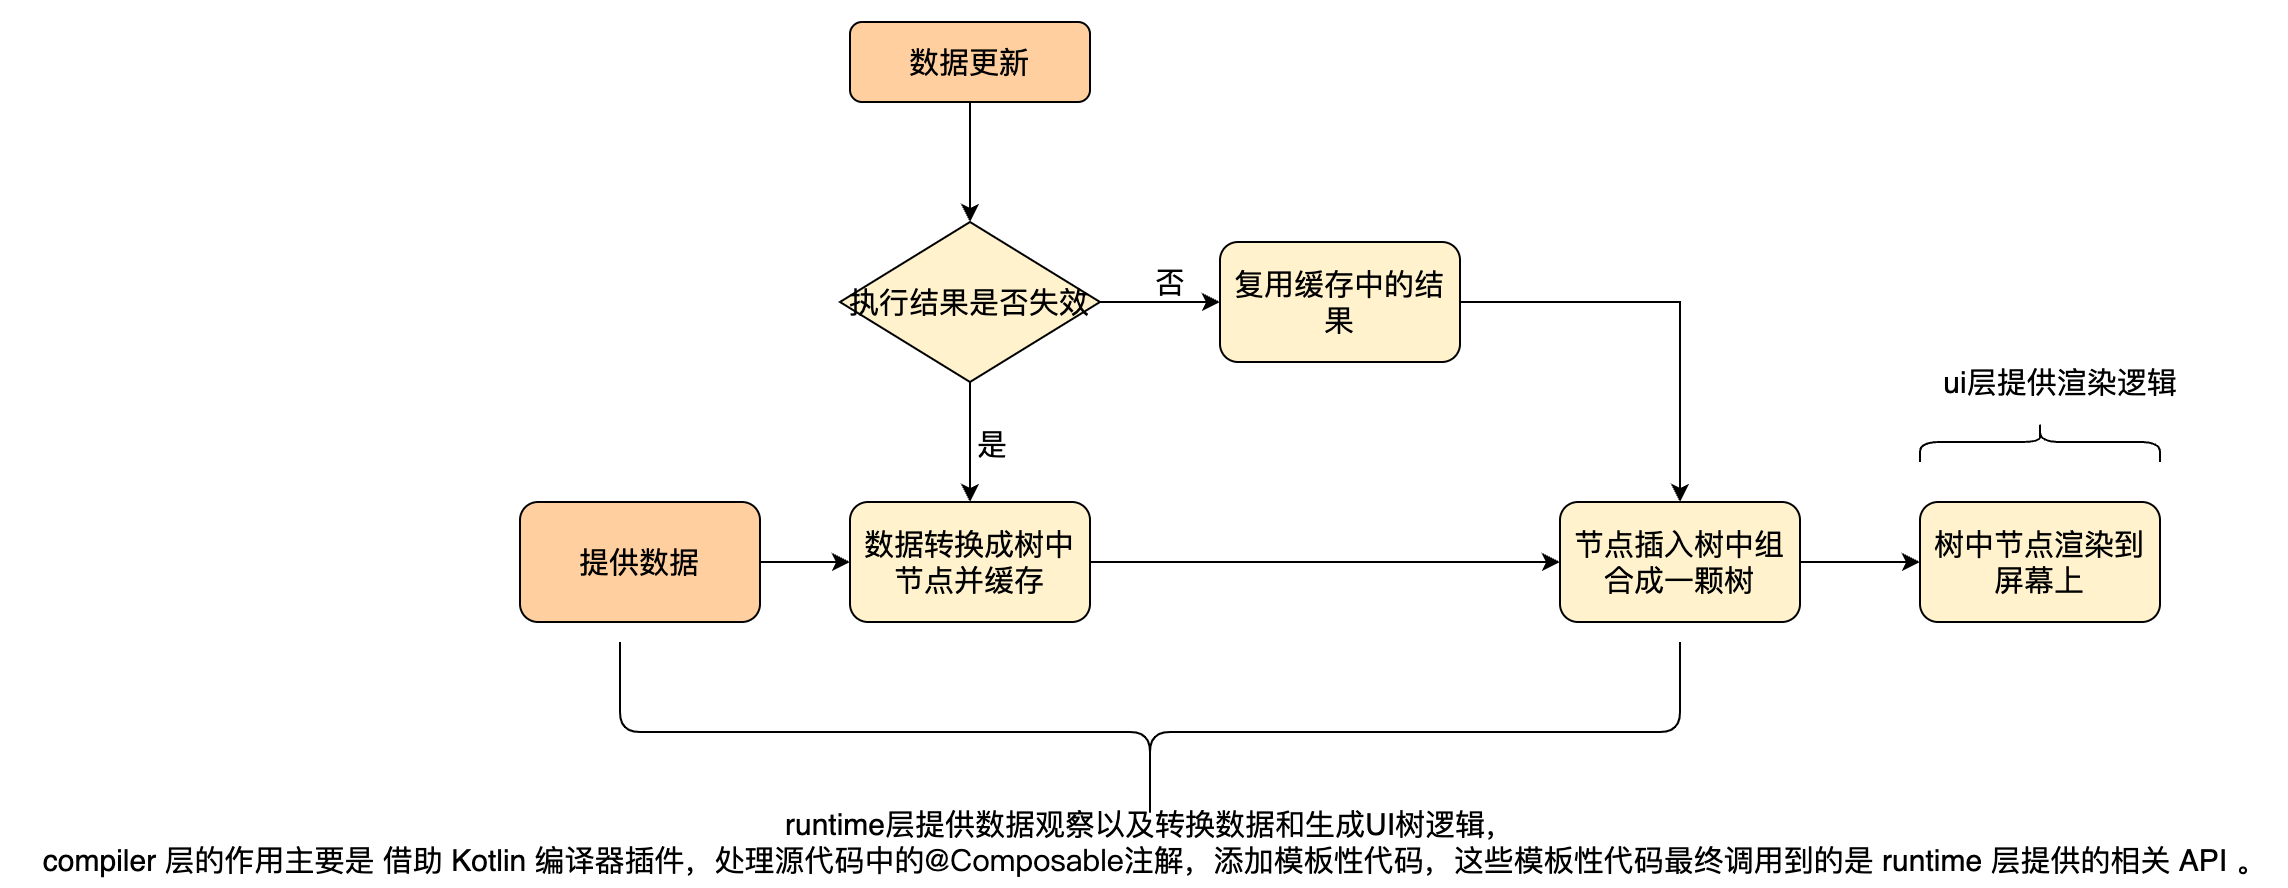 数据更新
执行结果是否失效
否
复用缓存中的结
果
ui层提供渲染逻辑
是
提供数据
数据转换成树中
节点并缓存
节点插入树中组
合成一颗树
树中节点渲染到
屏幕上
runtime层提供数据观察以及转换数据和生成UI树逻辑，
compiler 层的作用主要是 借助 Kotlin 编译器插件，处理源代码中的@Composable注解，添加模板性代码，这些模板性代码最终调用到的是 runtime 层提供的相关 API 。